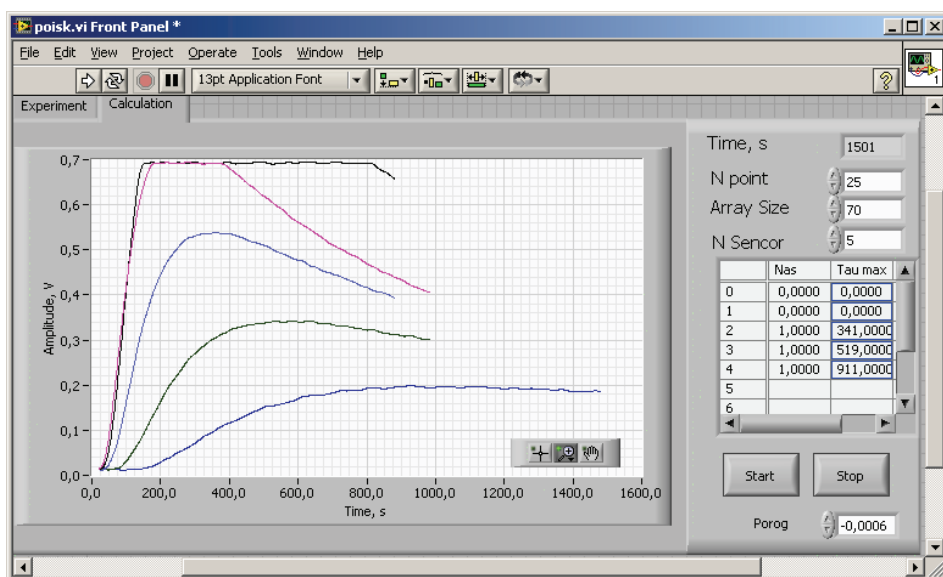 poisk.vi Front Panel *
File Edit View Project Operate Tools Window Help
13pt Application Font
1
Experiment Calculation
Time, s 1501
N point 25
Array Size 70
N Sencor 5
Nas Tau max
0 0,0000 0,0000
1 0,0000 0,0000
2 1,0000 341,0000
3 1,0000 519,0000
4 1,0000 911,0000
5
6
Start Stop
Porog -0,0006
Amplitude, V
0,7
0,6
0,5
0,4
0,3
0,2
0,1
0,0
0,0 200,0 400,0 600,0 800,0 1000,0 1200,0 1400,0 1600,0
Time, s